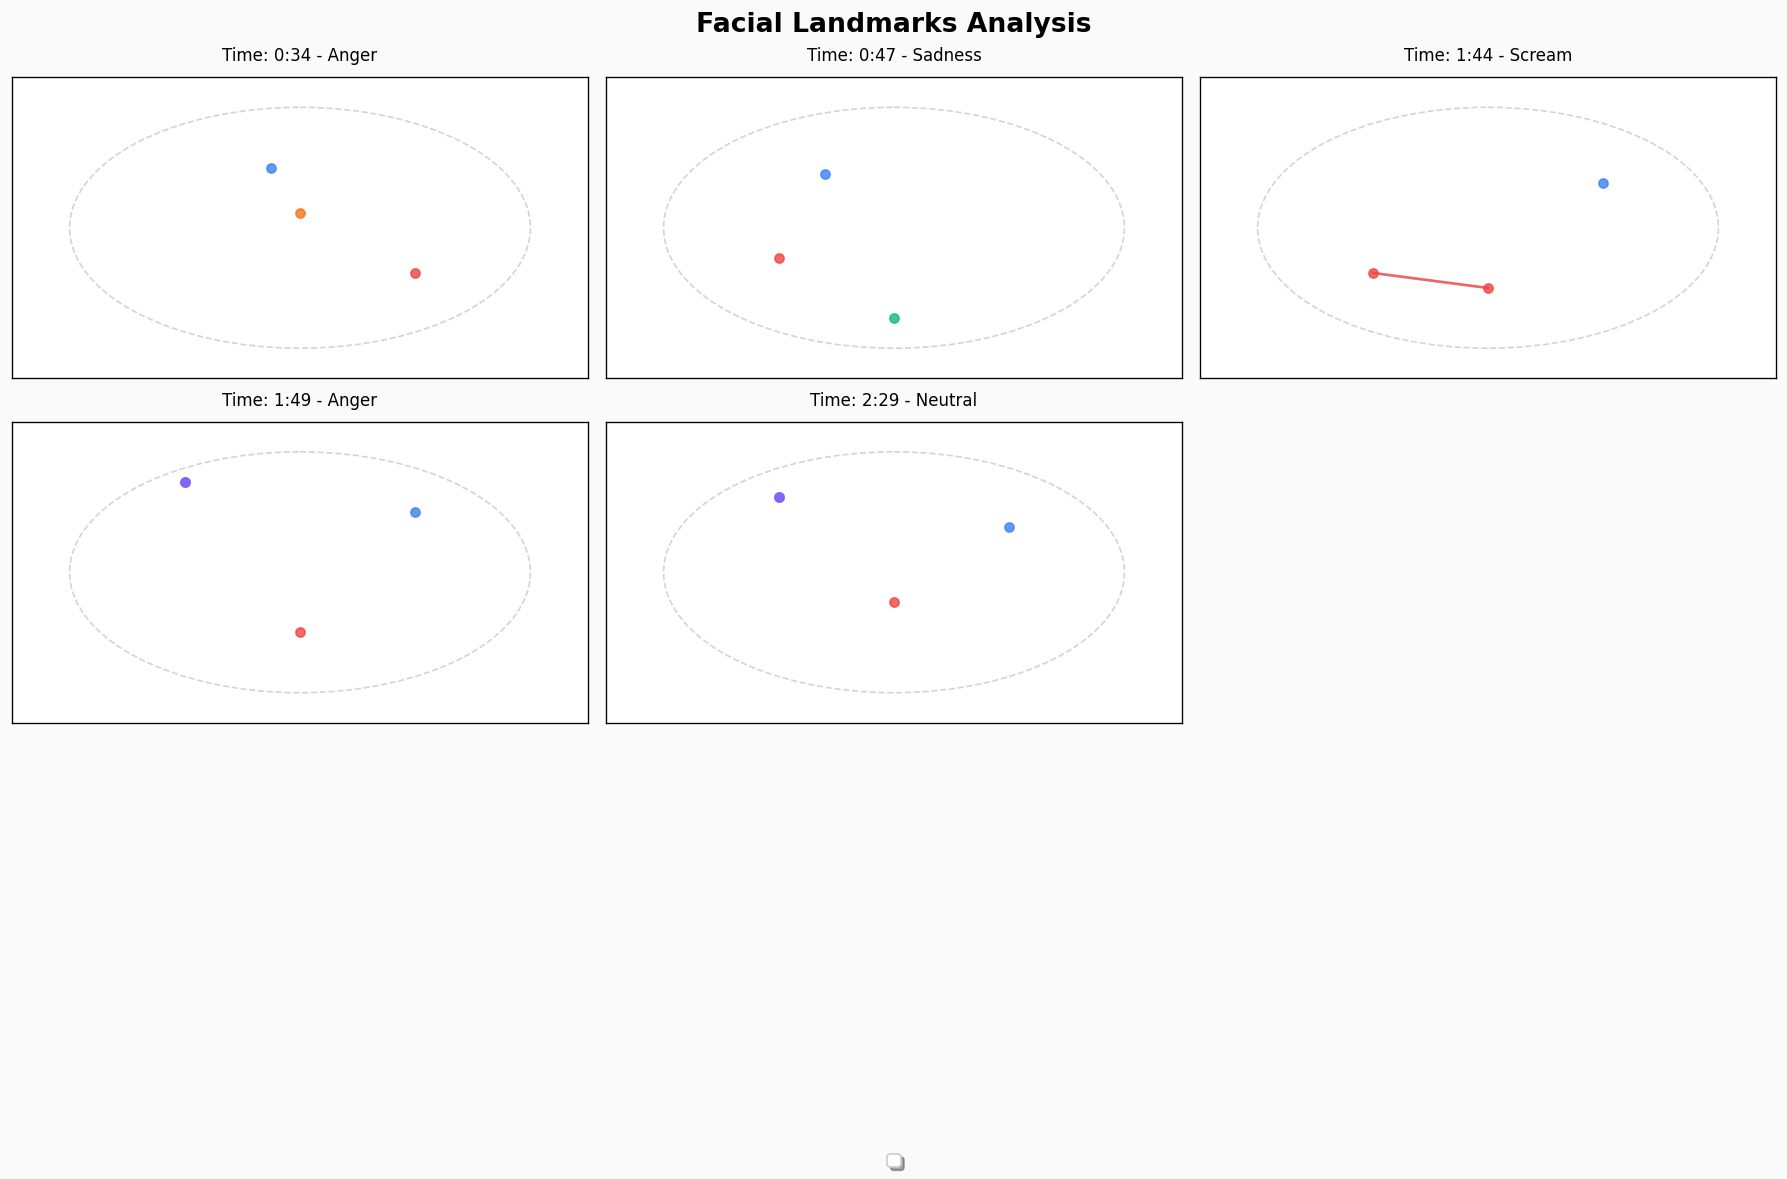 Facial Landmarks Analysis
Time: 0:34 - Anger
Time: 0:47 - Sadness
Time: 1:44 - Scream
Time: 1:49 - Anger
Time: 2:29 - Neutral